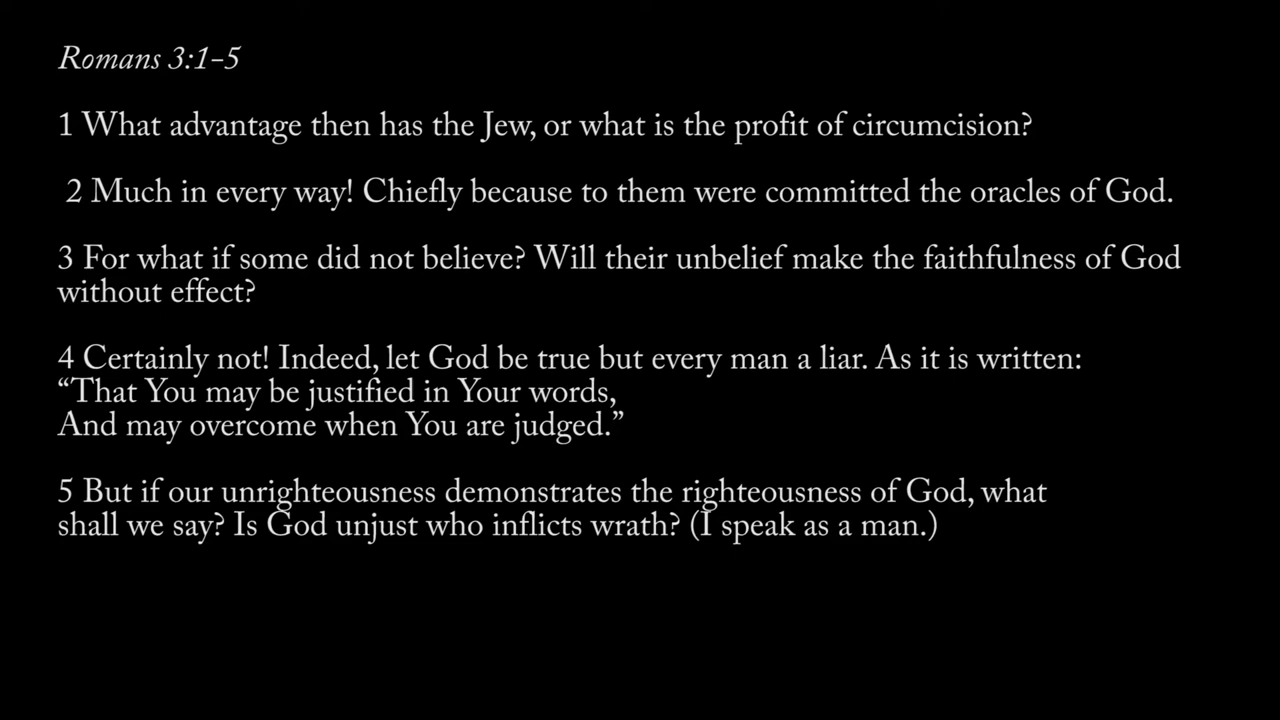 Romans 3:1-5
1 What advantage then has the Jew, or what is the profit of circumcision?
2 Much in every way! Chiefly because to them were committed the oracles of God.
3 For what if some did not believe? Will their unbelief make the faithfulness of God
without effect?
4 Certainly not! Indeed, let God be true but every man a liar. As it is written:
“That You may be justified in Your words,
And may overcome when You are judged.”
5 But if our unrighteousness demonstrates the righteousness of God, what
shall we say? Is God unjust who inflicts wrath? (I speak as a man.)